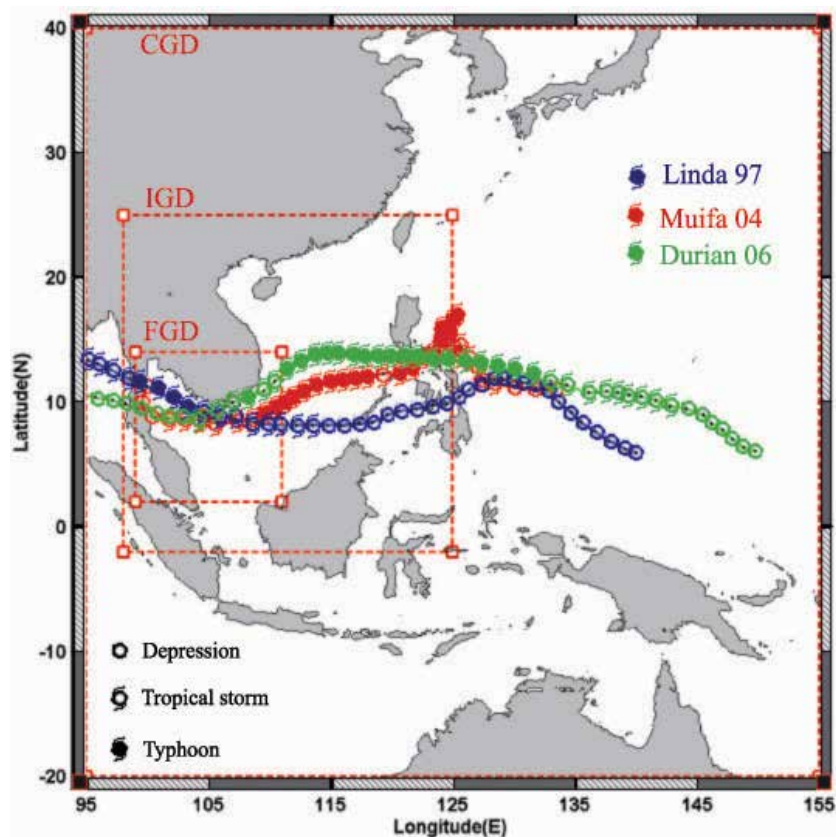 40
CGD
30
Linda 97
IGD
Muifa 04
Durian 06
20
FGD
10
Latitude(N)
0
-10
Depression
Tropical storm
Typhoon
-20
95 105 115 125 135 145 155
Longitude(E)